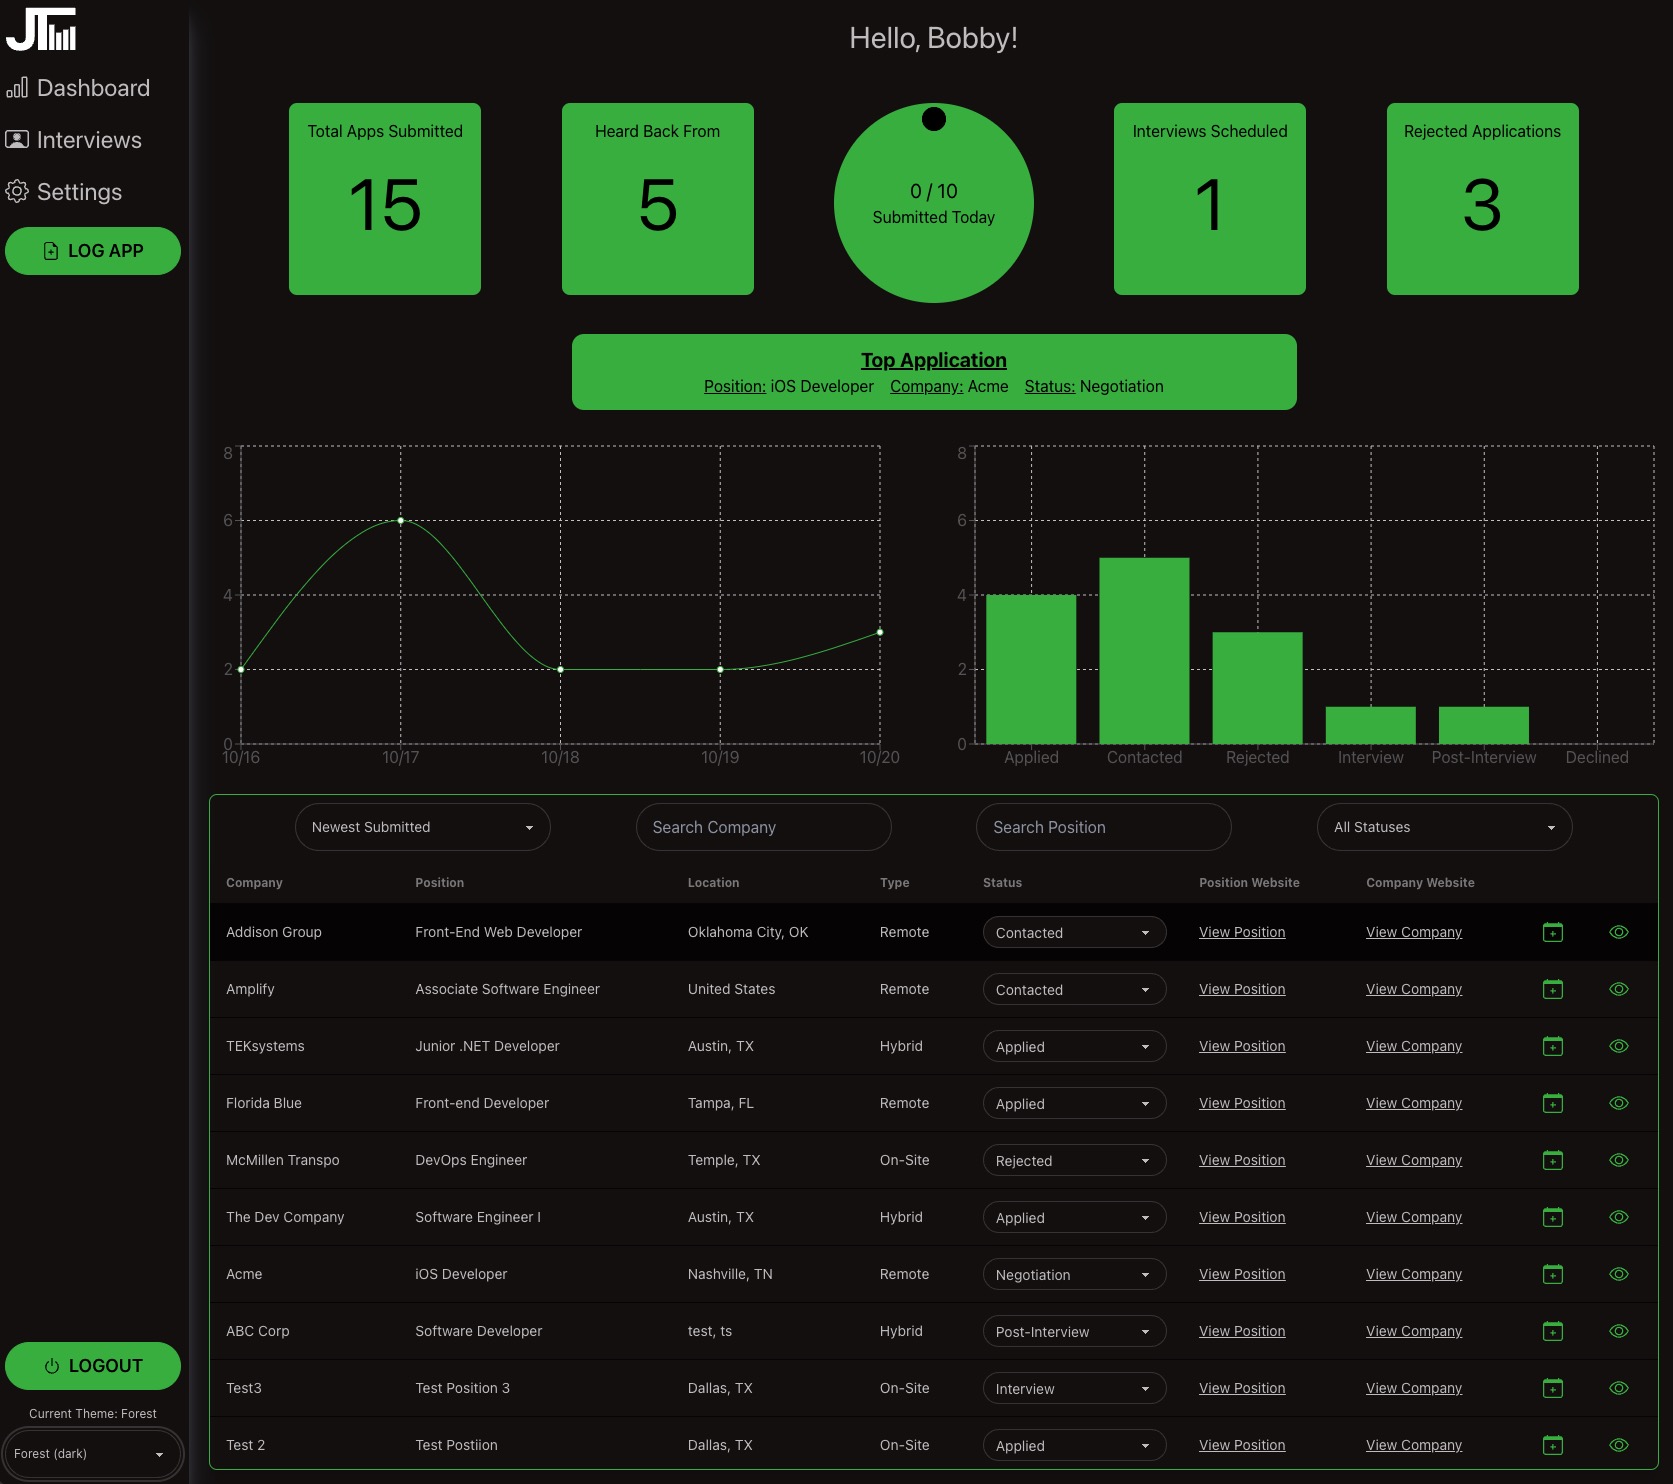 JT
Dashboard
Interviews
Settings
LOG APP
LOGOUT
Current Theme: Forest
Forest (dark)
Hello, Bobby!
Total Apps Submitted
15
Heard Back From
5
0 / 10
Submitted Today
Interviews Scheduled
1
Rejected Applications
3
Top Application
Position: iOS Developer Company: Acme Status: Negotiation
8
6
4
2
0
10/16 10/17 10/18 10/19 10/20
8
6
4
2
0
Applied Contacted Rejected Interview Post-Interview Declined
Newest Submitted Search Company Search Position All Statuses
Company Position Location Type Status Position Website Company Website
Addison Group Front-End Web Developer Oklahoma City, OK Remote Contacted View Position View Company
Amplify Associate Software Engineer United States Remote Contacted View Position View Company
TEKsystems Junior .NET Developer Austin, TX Hybrid Applied View Position View Company
Florida Blue Front-end Developer Tampa, FL Remote Applied View Position View Company
McMillen Transpo DevOps Engineer Temple, TX On-Site Rejected View Position View Company
The Dev Company Software Engineer I Austin, TX Hybrid Applied View Position View Company
Acme iOS Developer Nashville, TN Remote Negotiation View Position View Company
ABC Corp Software Developer test, ts Hybrid Post-Interview View Position View Company
Test3 Test Position 3 Dallas, TX On-Site Interview View Position View Company
Test 2 Test Postiion Dallas, TX On-Site Applied View Position View Company